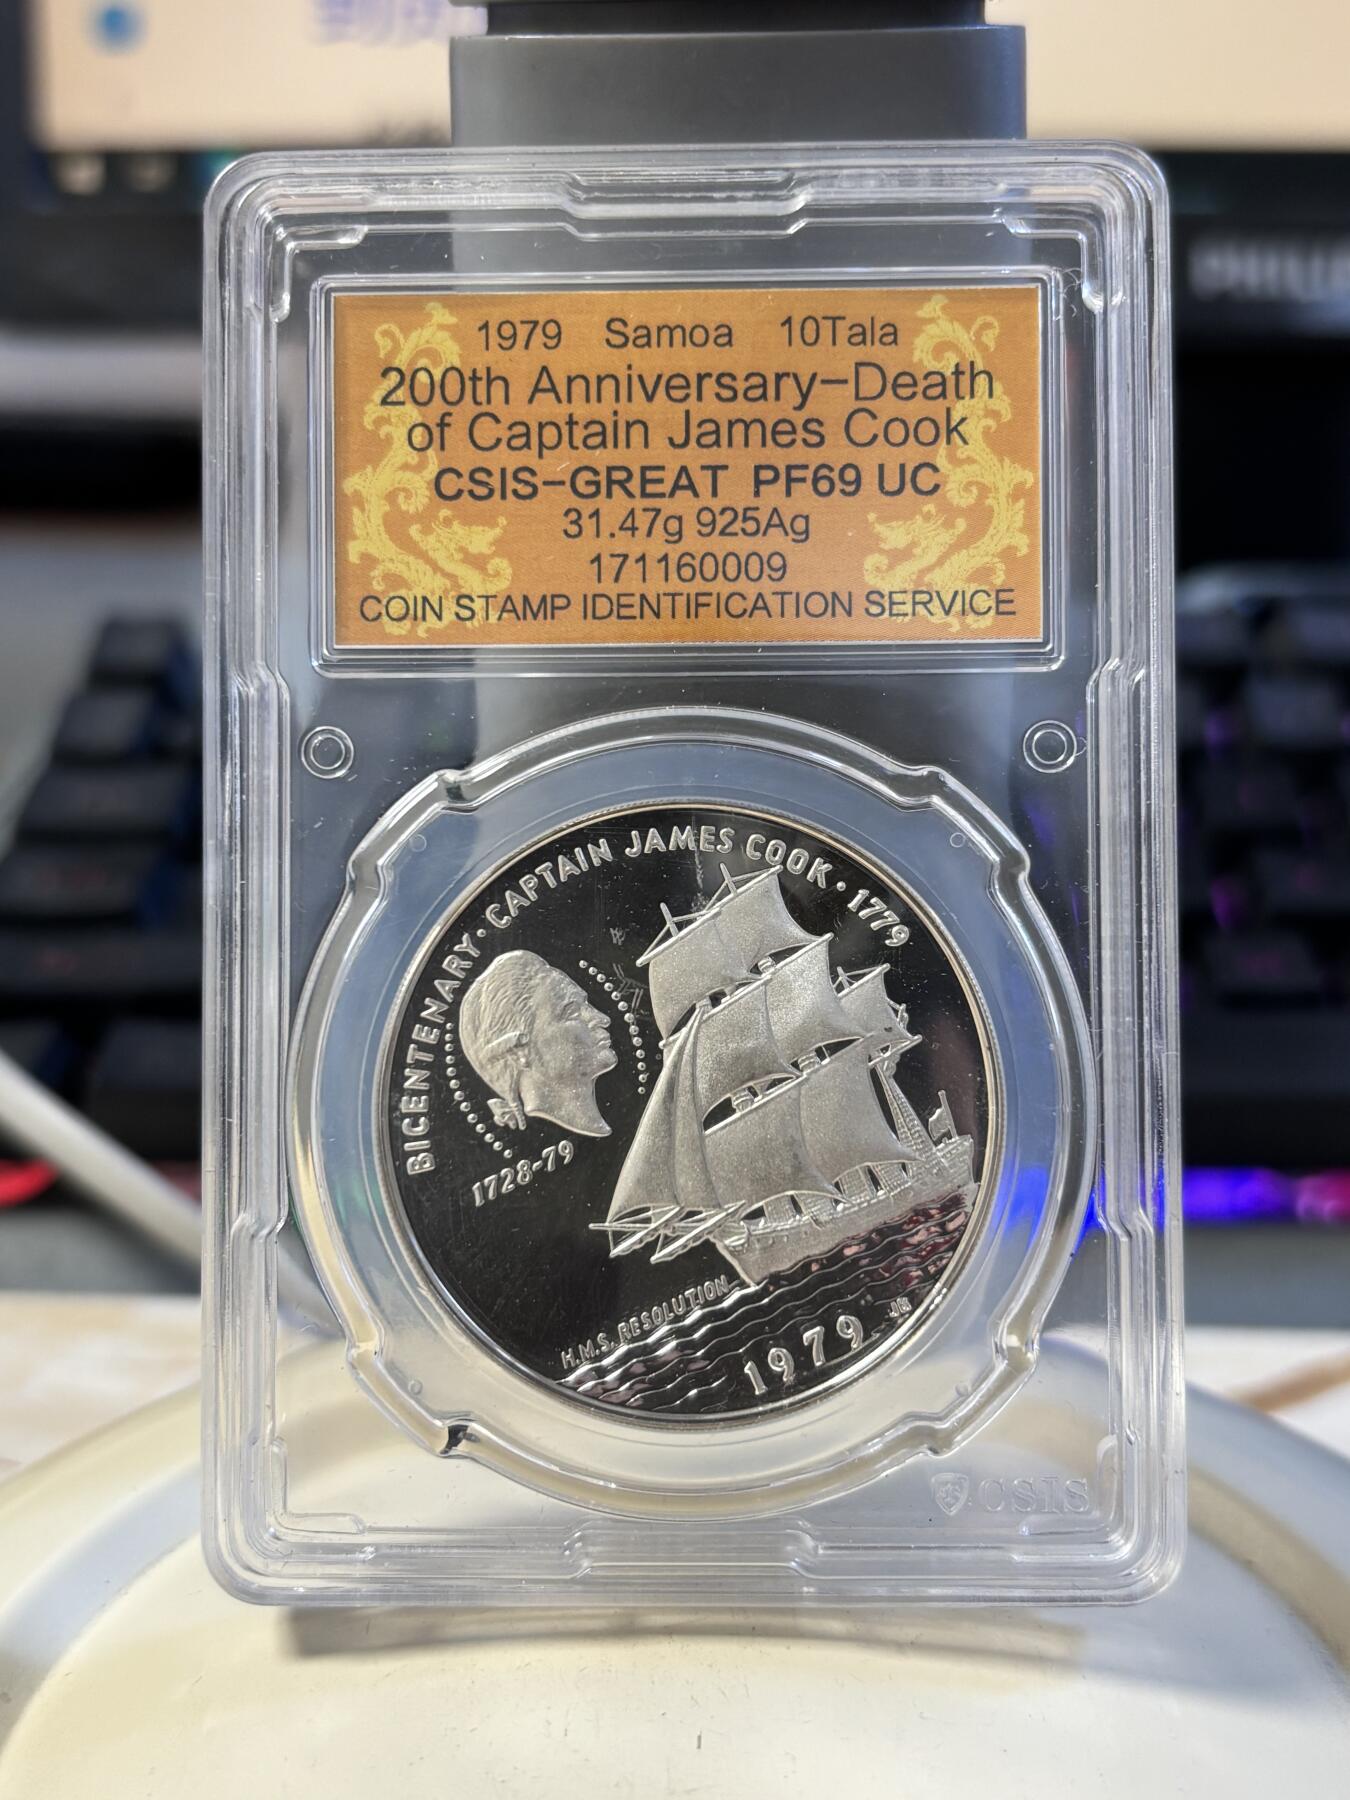 1979 Samoa 10Tala
200th Anniversary-Death
of Captain James Cook
CSIS-GREAT PF69 UC
31.47g 925Ag
171160009
COIN STAMP IDENTIFICATION SERVICE
BICENTENARY · CAPTAIN JAMES COOK · 1779
1728-79
H.M.S. RESOLUTION
1979
CSIS